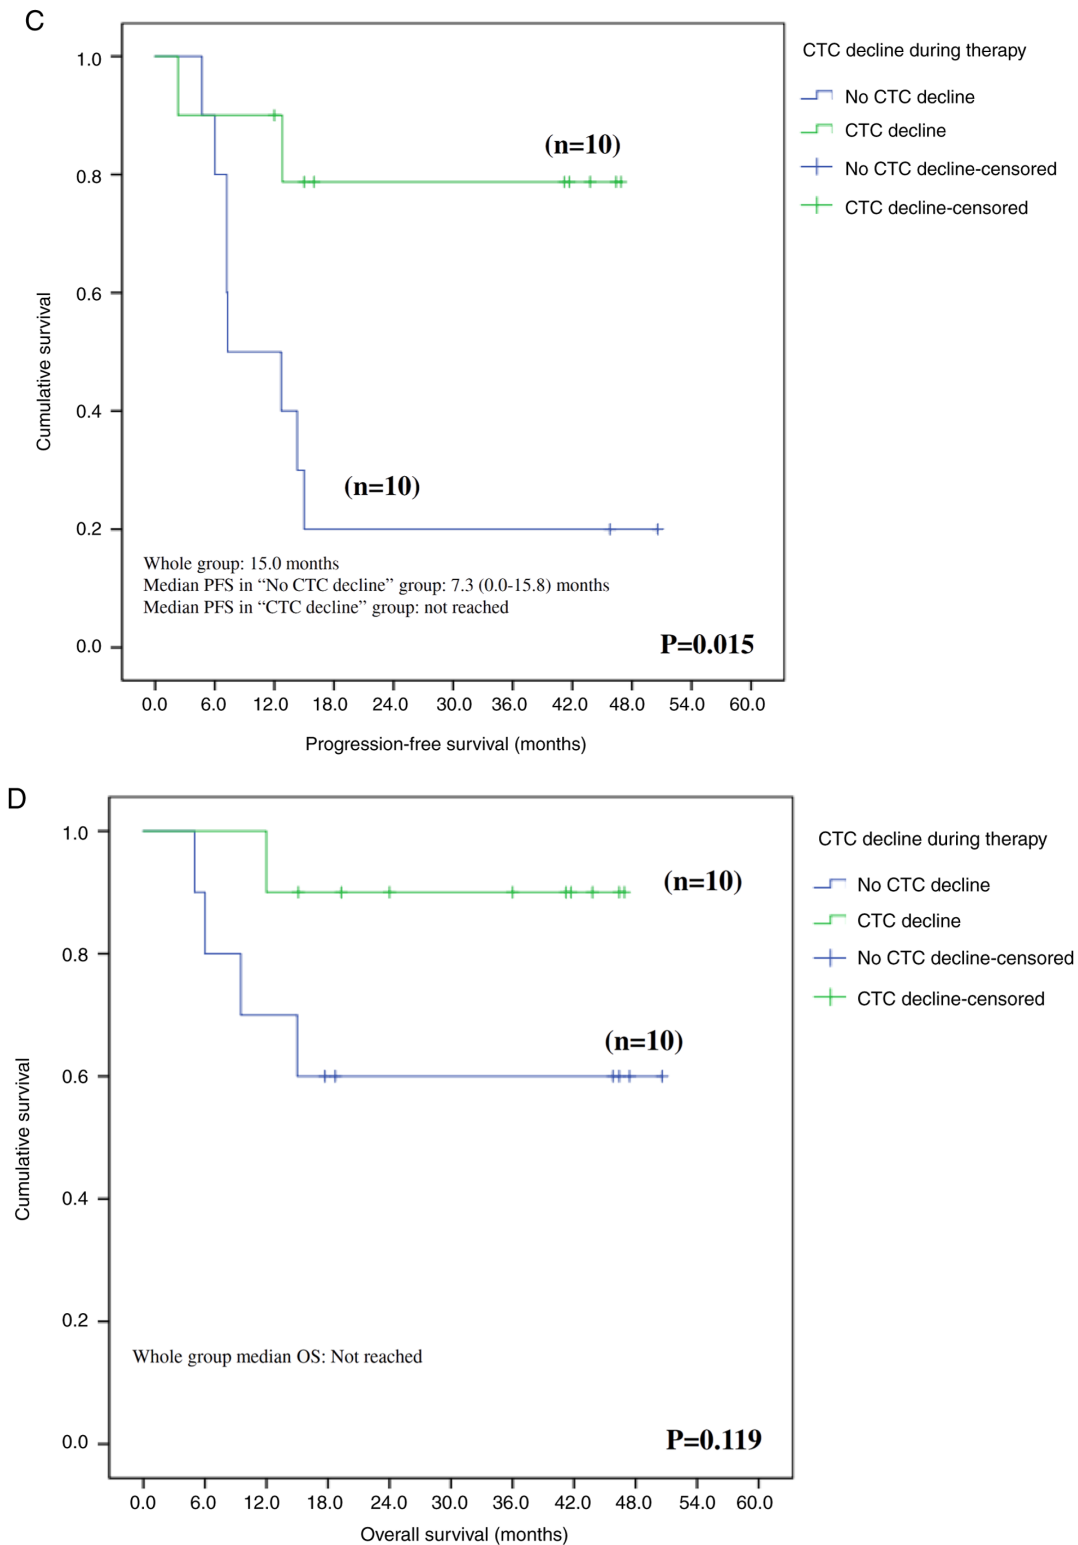 C
CTC decline during therapy
No CTC decline
CTC decline
No CTC decline-censored
CTC decline-censored
1.0
0.8
0.6
0.4
0.2
0.0
Cumulative survival
(n=10)
(n=10)
Whole group: 15.0 months
Median PFS in “No CTC decline” group: 7.3 (0.0-15.8) months
Median PFS in “CTC decline” group: not reached
P=0.015
0.0 6.0 12.0 18.0 24.0 30.0 36.0 42.0 48.0 54.0 60.0
Progression-free survival (months)
D
CTC decline during therapy
No CTC decline
CTC decline
No CTC decline-censored
CTC decline-censored
1.0
0.8
0.6
0.4
0.2
0.0
Cumulative survival
(n=10)
(n=10)
Whole group median OS: Not reached
P=0.119
0.0 6.0 12.0 18.0 24.0 30.0 36.0 42.0 48.0 54.0 60.0
Overall survival (months)